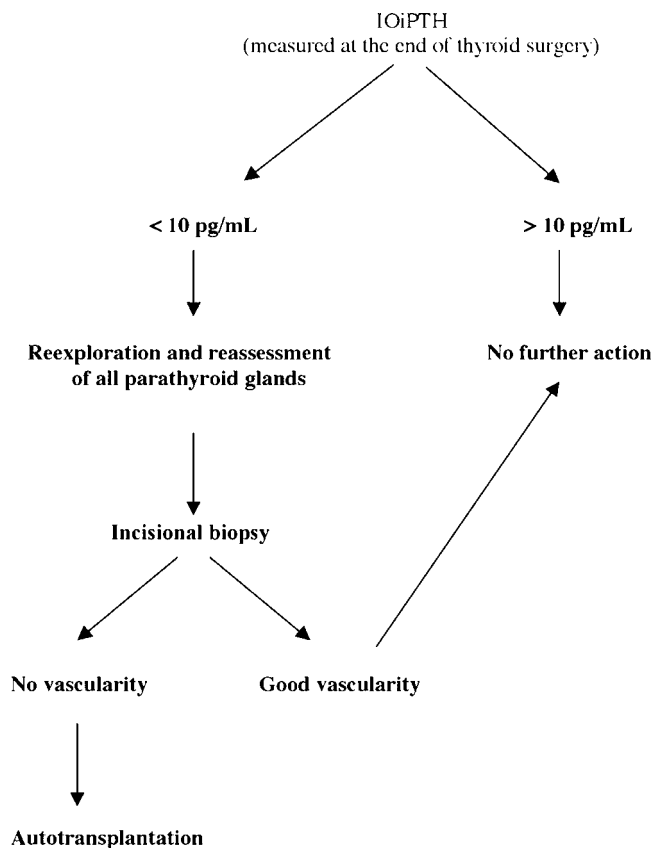 IOiPTH
(measured at the end of thyroid surgery)
< 10 pg/mL
> 10 pg/mL
Reexploration and reassessment
of all parathyroid glands
No further action
Incisional biopsy
No vascularity
Good vascularity
Autotransplantation